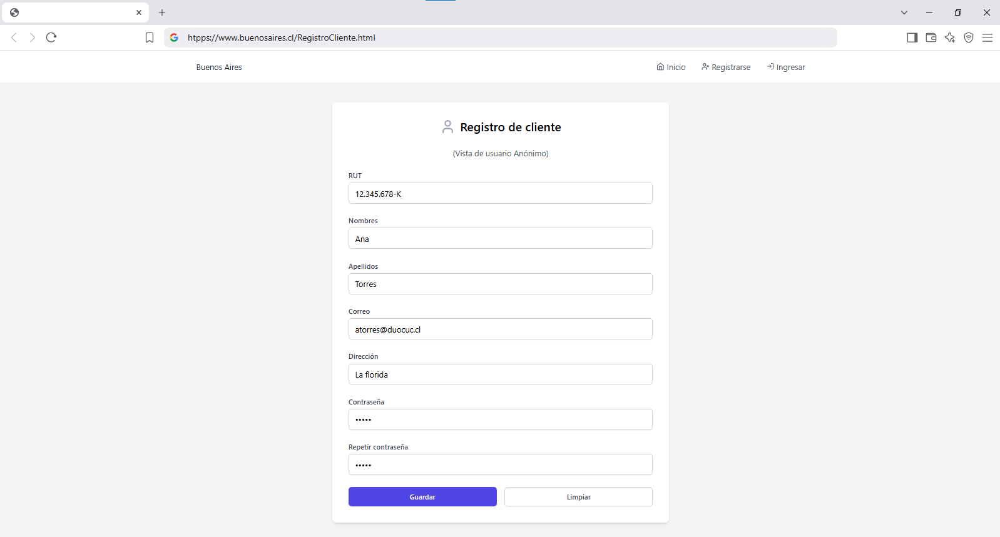 htpps://www.buenosaires.cl/RegistroCliente.html
Buenos Aires
Inicio
Registrarse
Ingresar
Registro de cliente
(Vista de usuario Anónimo)
RUT
12.345.678-K
Nombres
Ana
Apellidos
Torres
Correo
atorres@duocuc.cl
Dirección
La florida
Contraseña
•••••
Repetir contraseña
•••••
Guardar
Limpiar